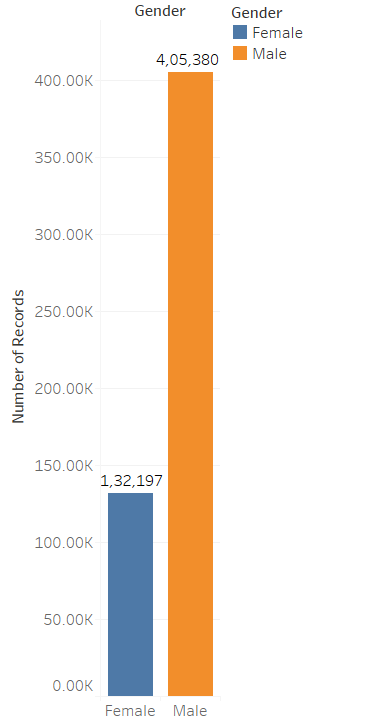 Gender
Gender
Female
Male
4,05,380
400.00K
350.00K
300.00K
250.00K
200.00K
150.00K
1,32,197
100.00K
50.00K
0.00K
Number of Records
Female
Male